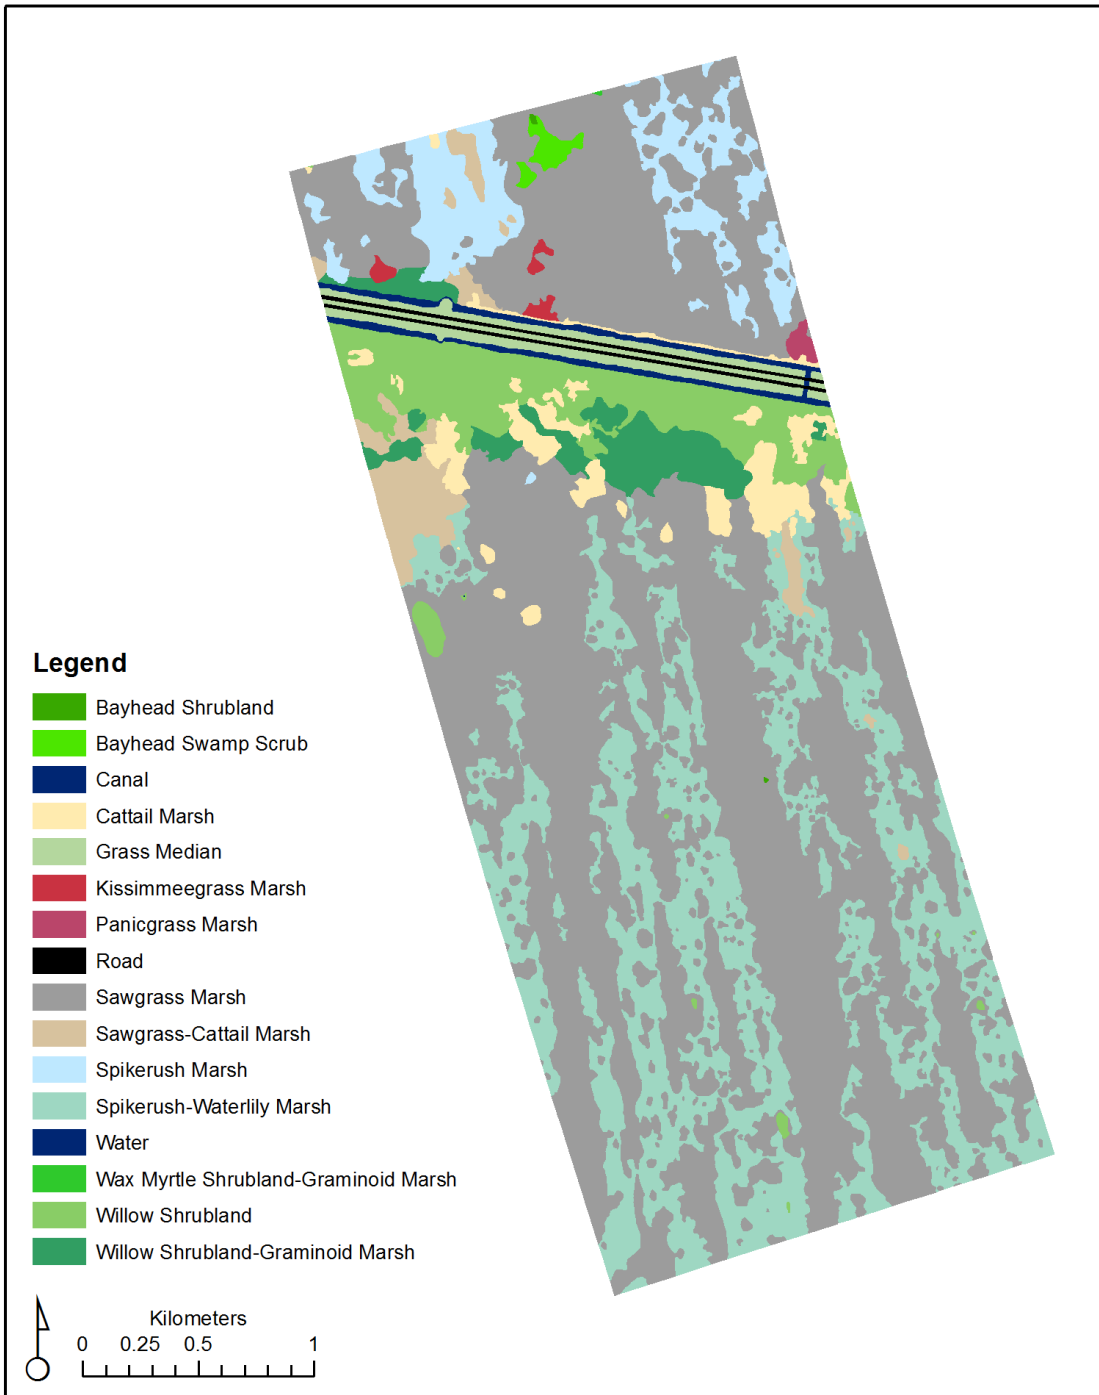 Legend
Bayhead Shrubland
Bayhead Swamp Scrub
Canal
Cattail Marsh
Grass Median
Kissimmeegrass Marsh
Panicgrass Marsh
Road
Sawgrass Marsh
Sawgrass-Cattail Marsh
Spikerush Marsh
Spikerush-Waterlily Marsh
Water
Wax Myrtle Shrubland-Graminoid Marsh
Willow Shrubland
Willow Shrubland-Graminoid Marsh
Kilometers
0 0.25 0.5 1